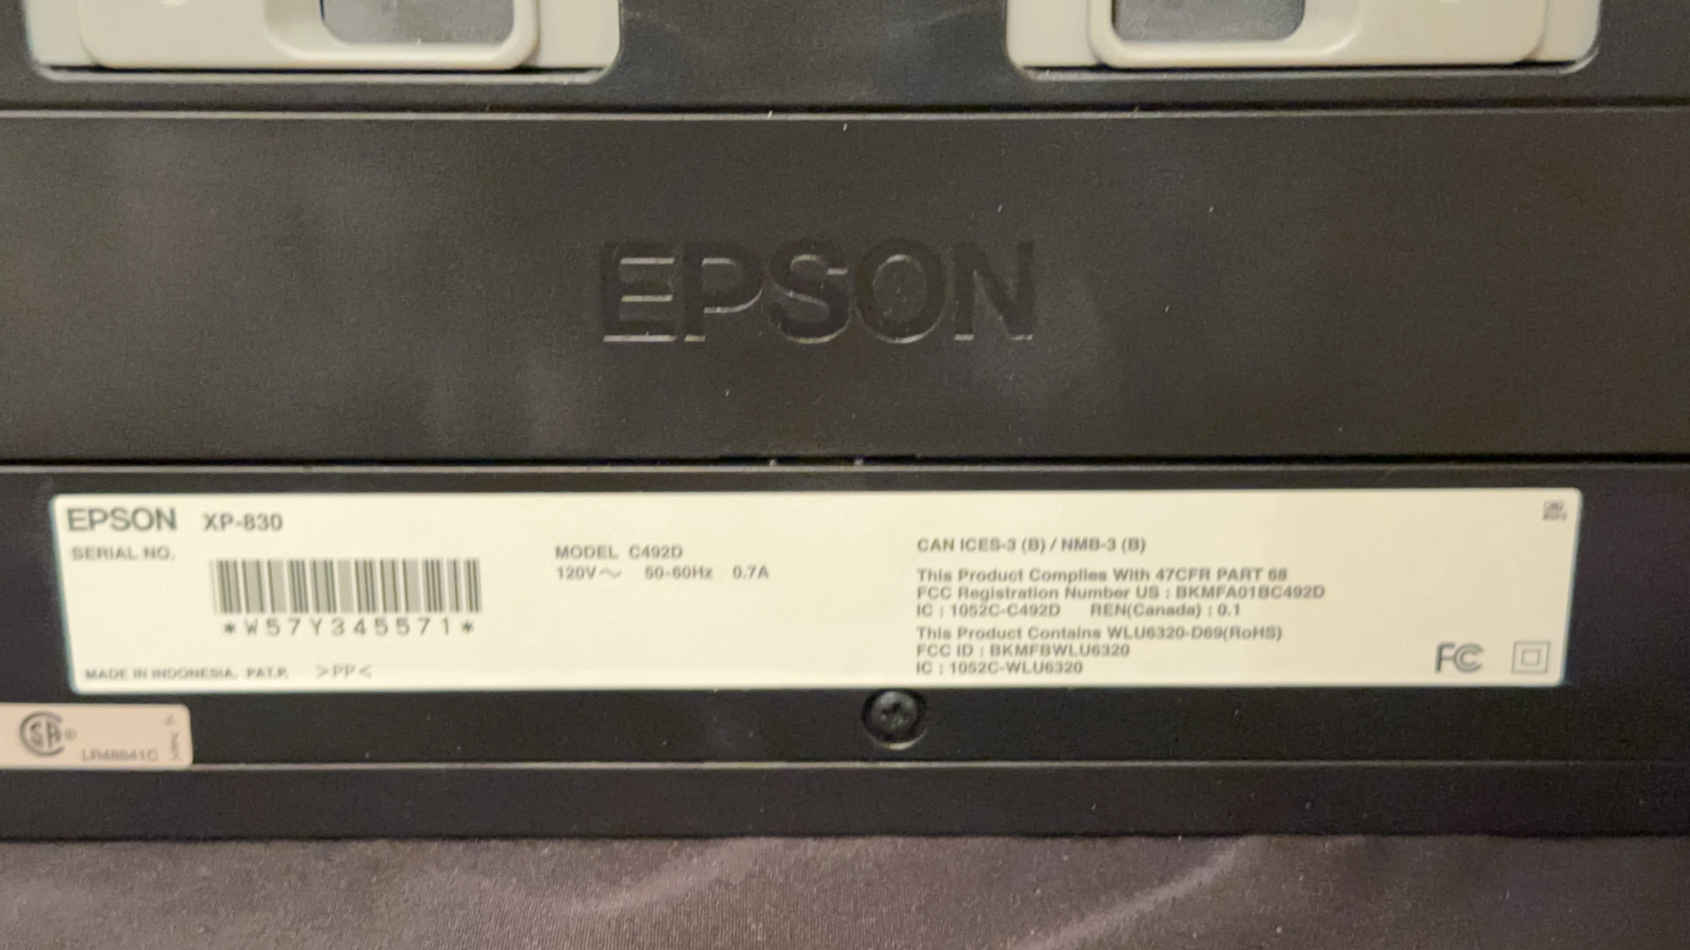 EPSON
EPSON XP-830
SERIAL NO.
*W57Y345571*
MADE IN INDONESIA. PAT.P. >PP<
MODEL C492D
120V～ 50-60Hz 0.7A
CAN ICES-3 (B) / NMB-3 (B)
This Product Complies With 47CFR PART 68
FCC Registration Number US : BKMFA01BC492D
IC : 1052C-C492D REN(Canada) : 0.1
This Product Contains WLU6320-D69(RoHS)
FCC ID : BKMFBWLU6320
IC : 1052C-WLU6320
FC